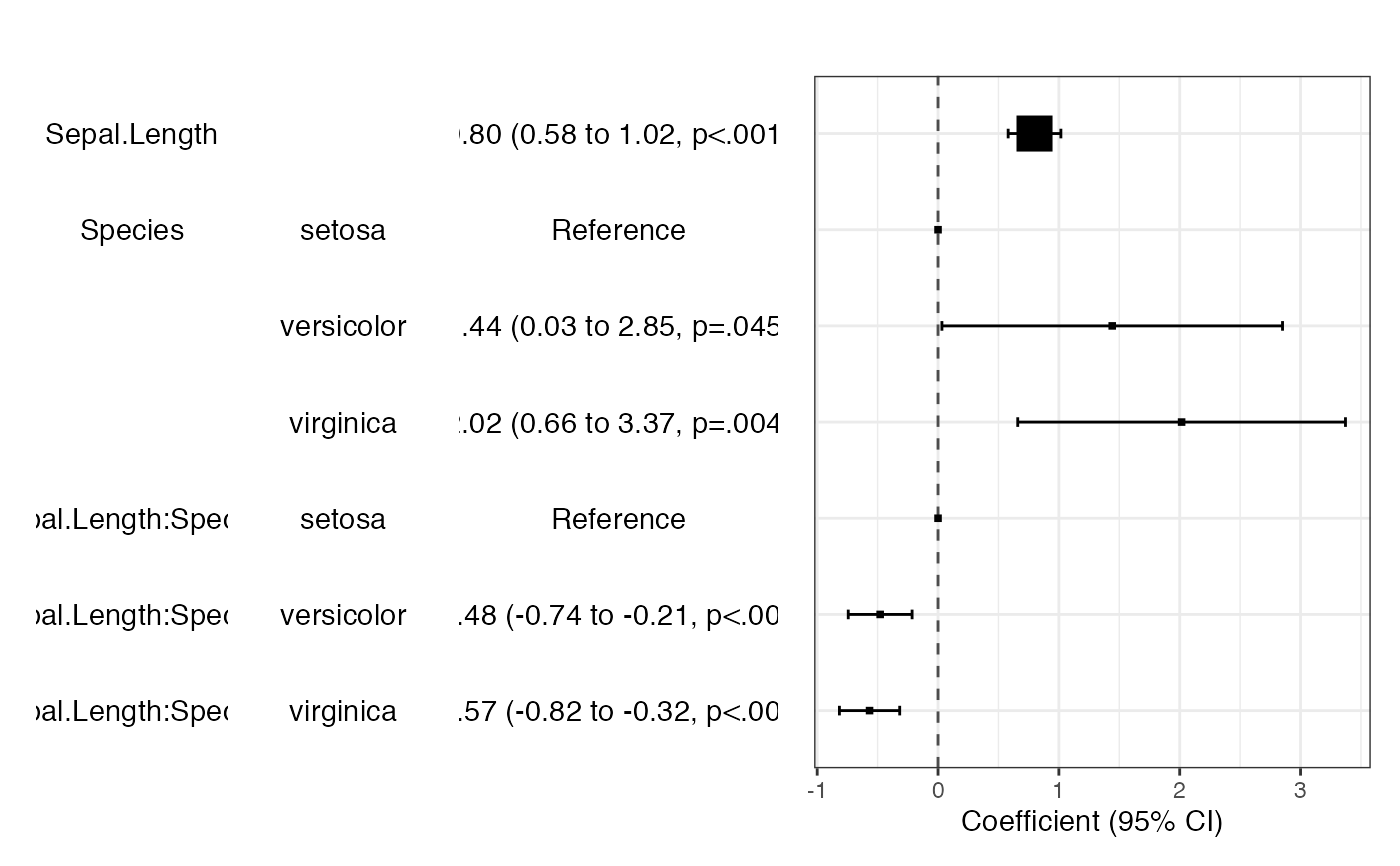 Sepal.Length .80 (0.58 to 1.02, p<.001
Species setosa Reference
versicolor .44 (0.03 to 2.85, p=.045
virginica .02 (0.66 to 3.37, p=.004
al.Length:Spe setosa Reference
al.Length:Spe versicolor .48 (-0.74 to -0.21, p<.00
al.Length:Spe virginica .57 (-0.82 to -0.32, p<.00
-1 0 1 2 3
Coefficient (95% CI)